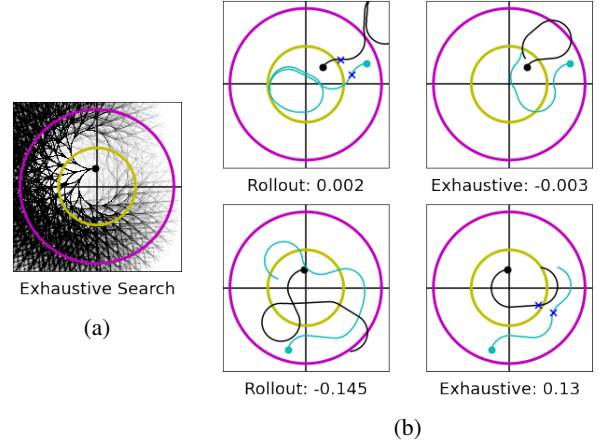 Rollout: 0.002
Exhaustive: -0.003
Exhaustive Search
(a)
Rollout: -0.145
Exhaustive: 0.13
(b)